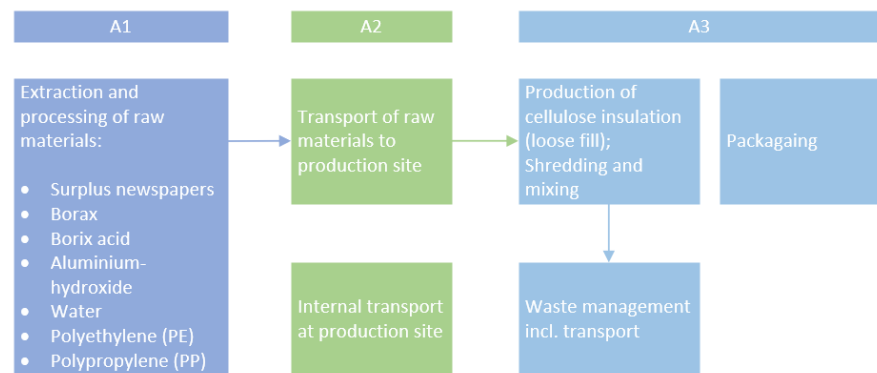 A1
A2
A3
Extraction and
processing of raw
materials:
• Surplus newspapers
• Borax
• Borix acid
• Aluminium-
hydroxide
• Water
• Polyethylene (PE)
• Polypropylene (PP)
Transport of raw
materials to
production site
Internal transport
at production site
Production of
cellulose insulation
(loose fill);
Shredding and
mixing
Packagaing
Waste management
incl. transport